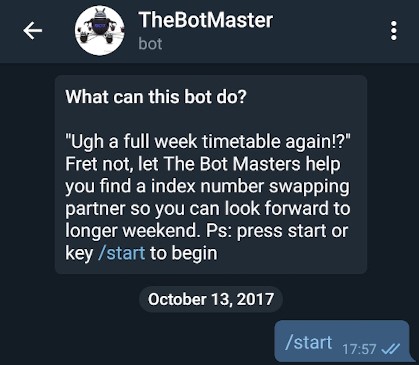 TheBotMaster
bot
What can this bot do?
"Ugh a full week timetable again!?"
Fret not, let The Bot Masters help
you find a index number swapping
partner so you can look forward to
longer weekend. Ps: press start or
key /start to begin
October 13, 2017
/start 17:57